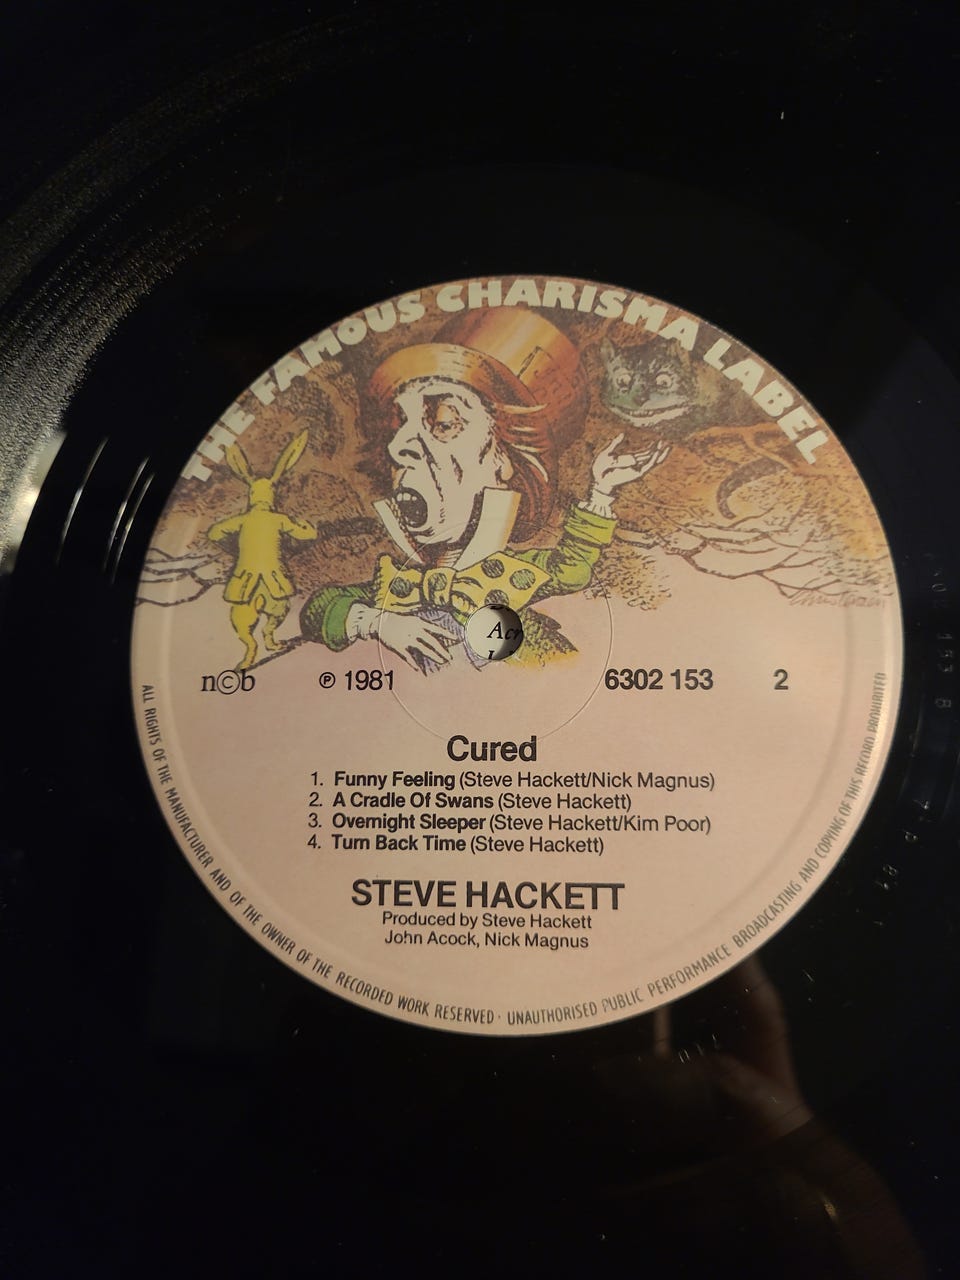 THE FAMOUS CHARISMA LABEL
Acr
n©b ℗ 1981 6302 153 2
Cured
1. Funny Feeling (Steve Hackett/Nick Magnus)
2. A Cradle Of Swans (Steve Hackett)
3. Overnight Sleeper (Steve Hackett/Kim Poor)
4. Turn Back Time (Steve Hackett)
STEVE HACKETT
Produced by Steve Hackett
John Acock, Nick Magnus
ALL RIGHTS OF THE MANUFACTURER AND OF THE OWNER OF THE RECORDED WORK RESERVED · UNAUTHORISED PUBLIC PERFORMANCE BROADCASTING AND COPYING OF THIS RECORD PROHIBITED